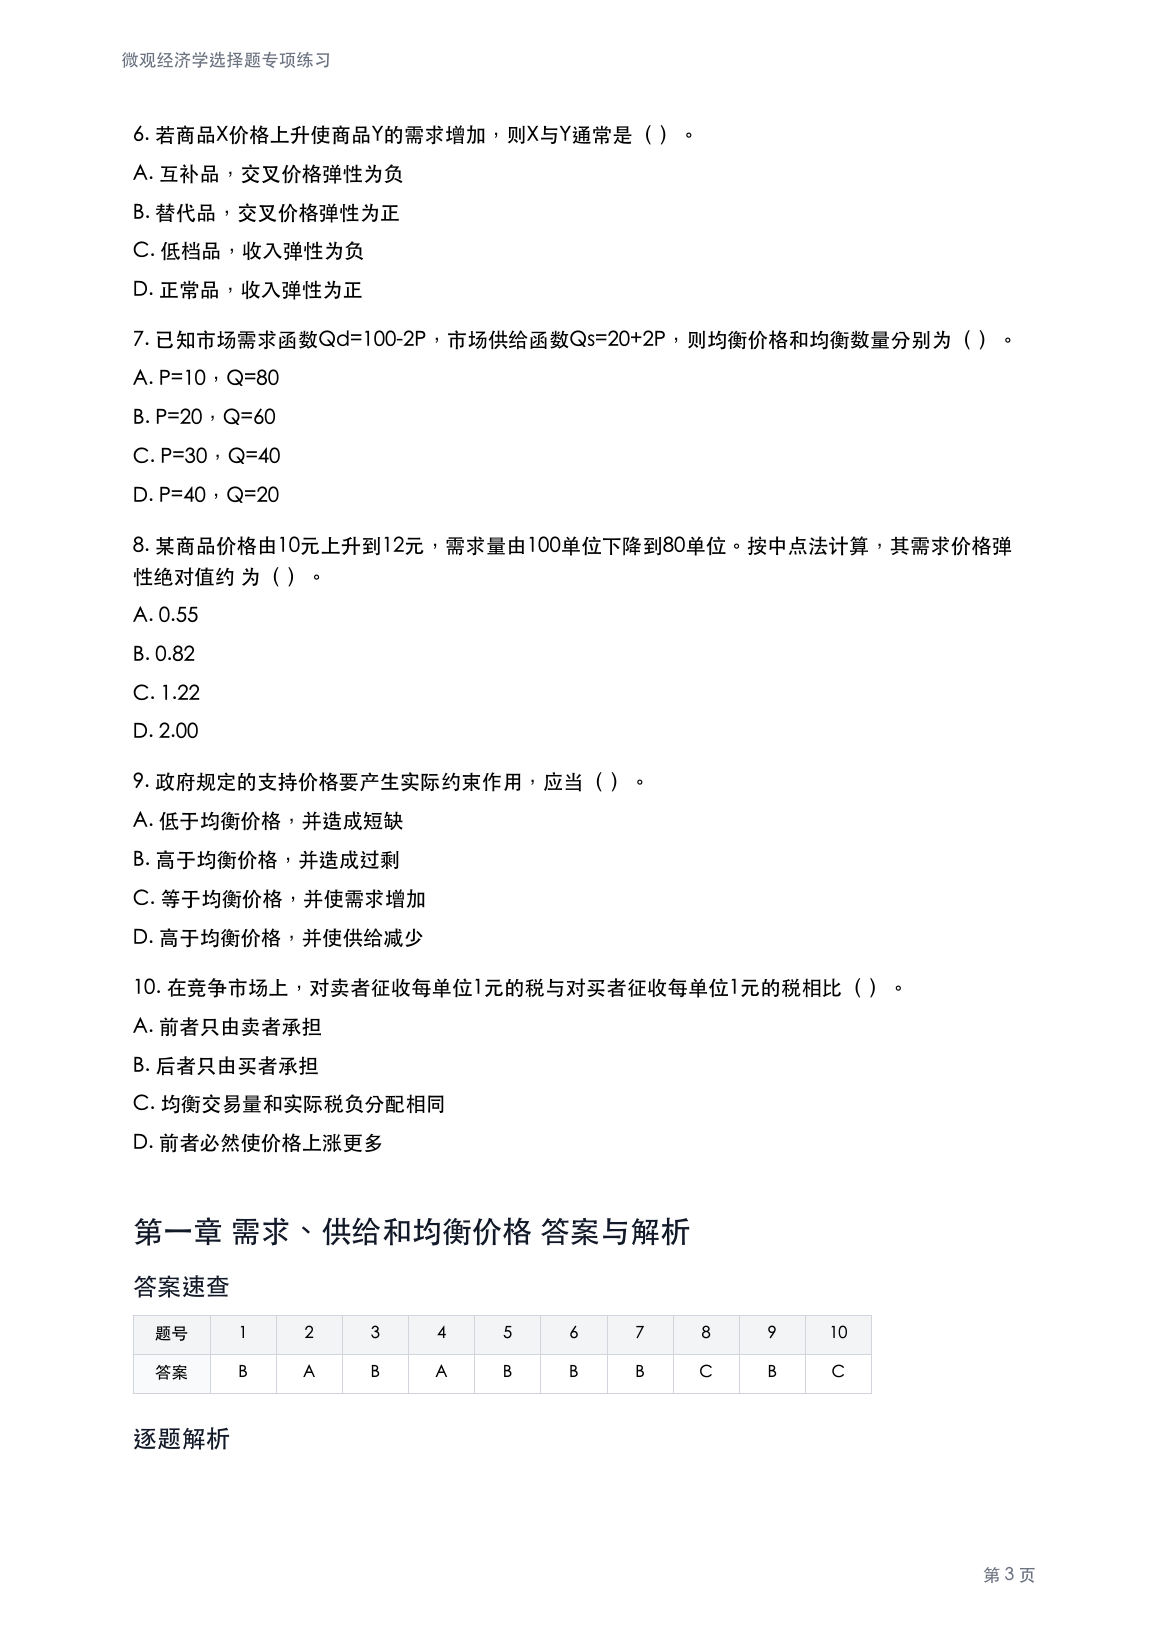 微观经济学选择题专项练习
6. 若商品X价格上升使商品Y的需求增加，则X与Y通常是（ ）。
A. 互补品，交叉价格弹性为负
B. 替代品，交叉价格弹性为正
C. 低档品，收入弹性为负
D. 正常品，收入弹性为正
7. 已知市场需求函数Qd=100-2P，市场供给函数Qs=20+2P，则均衡价格和均衡数量分别为（ ）。
A. P=10，Q=80
B. P=20，Q=60
C. P=30，Q=40
D. P=40，Q=20
8. 某商品价格由10元上升到12元，需求量由100单位下降到80单位。按中点法计算，其需求价格弹
性绝对值约 为（ ）。
A. 0.55
B. 0.82
C. 1.22
D. 2.00
9. 政府规定的支持价格要产生实际约束作用，应当（ ）。
A. 低于均衡价格，并造成短缺
B. 高于均衡价格，并造成过剩
C. 等于均衡价格，并使需求增加
D. 高于均衡价格，并使供给减少
10. 在竞争市场上，对卖者征收每单位1元的税与对买者征收每单位1元的税相比（ ）。
A. 前者只由卖者承担
B. 后者只由买者承担
C. 均衡交易量和实际税负分配相同
D. 前者必然使价格上涨更多
第一章 需求、供给和均衡价格 答案与解析
答案速查
题号 1 2 3 4 5 6 7 8 9 10
答案 B A B A B B B C B C
逐题解析
第 3 页